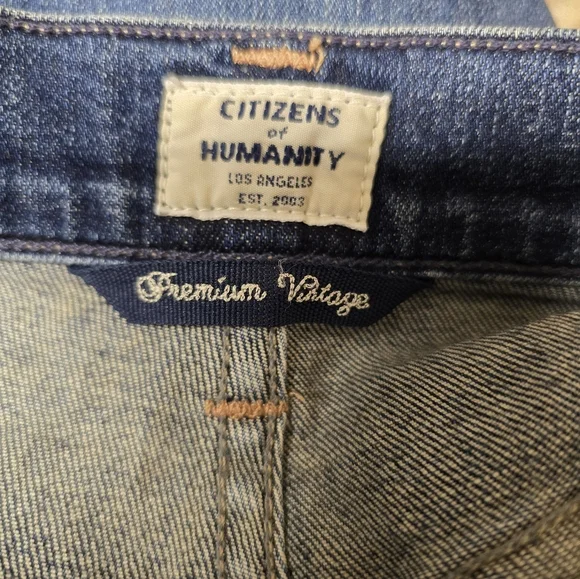 CITIZENS
of
HUMANITY
LOS ANGELES
EST. 2003
Premium Vintage